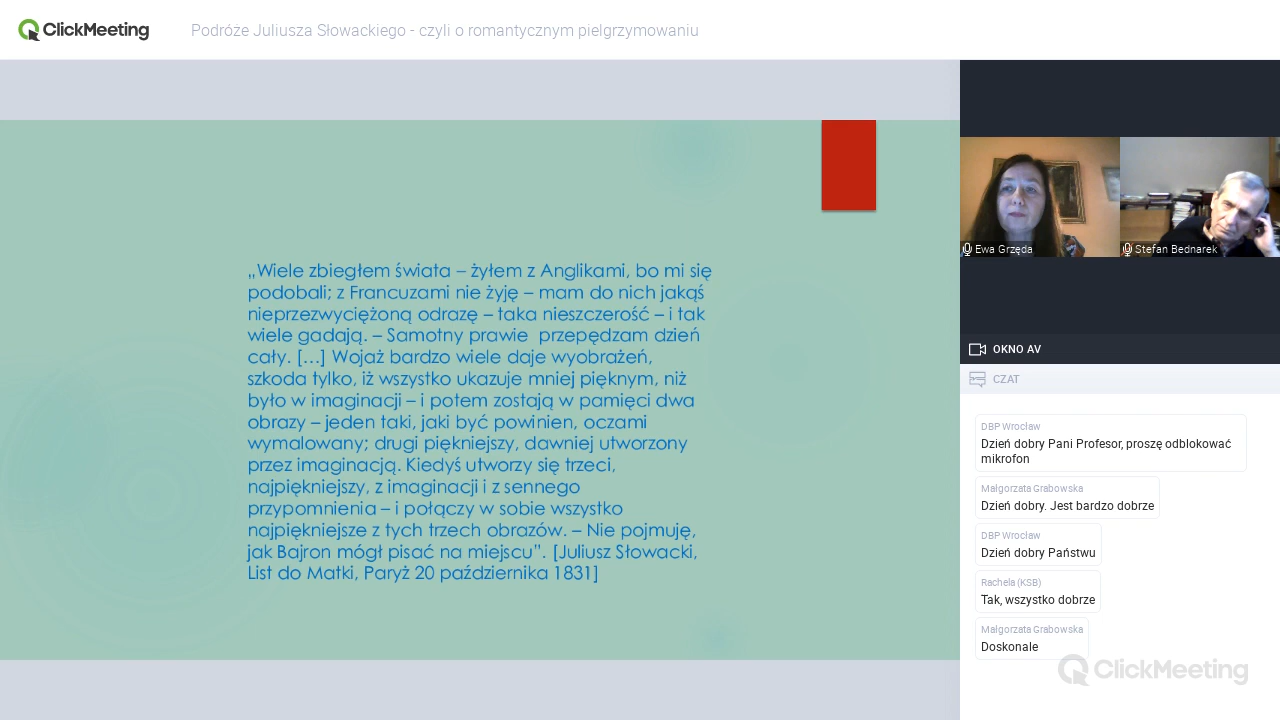 ClickMeeting
Podróże Juliusza Słowackiego - czyli o romantycznym pielgrzymowaniu
„Wiele zbiegłem świata – żyłem z Anglikami, bo mi się
podobali; z Francuzami nie żyję – mam do nich jakąś
nieprzezwyciężoną odrazę – taka nieszczerość – i tak
wiele gadają. – Samotny prawie przepędzam dzień
cały. [...] Wojaż bardzo wiele daje wyobrażeń,
szkoda tylko, iż wszystko ukazuje mniej pięknym, niż
było w imaginacji – i potem zostają w pamięci dwa
obrazy – jeden taki, jaki być powinien, oczami
wymalowany; drugi piękniejszy, dawniej utworzony
przez imaginacją. Kiedyś utworzy się trzeci,
najpiękniejszy, z imaginacji i z sennego
przypomnienia – i połączy w sobie wszystko
najpiękniejsze z tych trzech obrazów. – Nie pojmuję,
jak Bajron mógł pisać na miejscu”. [Juliusz Słowacki,
List do Matki, Paryż 20 października 1831]
Ewa Grzęda
Stefan Bednarek
OKNO AV
CZAT
DBP Wrocław
Dzień dobry Pani Profesor, proszę odblokować
mikrofon
Małgorzata Grabowska
Dzień dobry. Jest bardzo dobrze
DBP Wrocław
Dzień dobry Państwu
Rachela (KSB)
Tak, wszystko dobrze
Małgorzata Grabowska
Doskonale
ClickMeeting